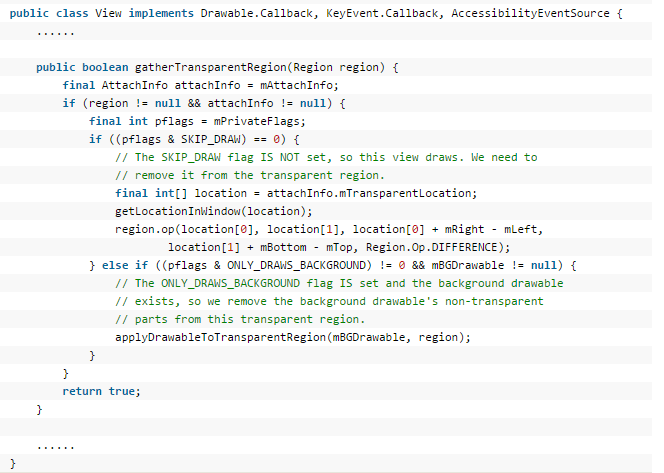 public class View implements Drawable.Callback, KeyEvent.Callback, AccessibilityEventSource {
    ......

    public boolean gatherTransparentRegion(Region region) {
        final AttachInfo attachInfo = mAttachInfo;
        if (region != null && attachInfo != null) {
            final int pflags = mPrivateFlags;
            if ((pflags & SKIP_DRAW) == 0) {
                // The SKIP_DRAW flag IS NOT set, so this view draws. We need to
                // remove it from the transparent region.
                final int[] location = attachInfo.mTransparentLocation;
                getLocationInWindow(location);
                region.op(location[0], location[1], location[0] + mRight - mLeft,
                        location[1] + mBottom - mTop, Region.Op.DIFFERENCE);
            } else if ((pflags & ONLY_DRAWS_BACKGROUND) != 0 && mBGDrawable != null) {
                // The ONLY_DRAWS_BACKGROUND flag IS set and the background drawable
                // exists, so we remove the background drawable's non-transparent
                // parts from this transparent region.
                applyDrawableToTransparentRegion(mBGDrawable, region);
            }
        }
        return true;
    }

    ......
}